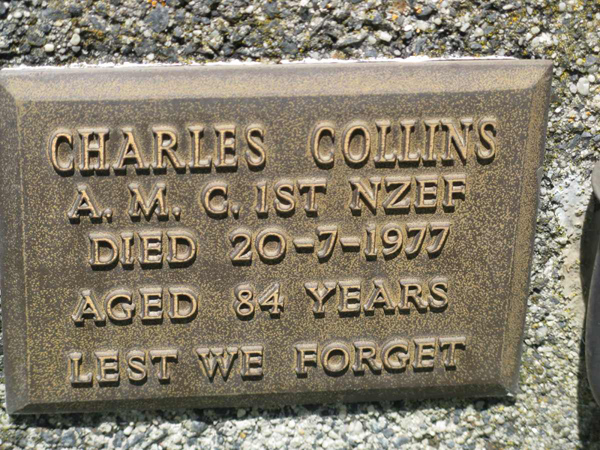 CHARLES COLLINS
A. M. C. 1ST NZEF
DIED 20-7-1977
AGED 84 YEARS
LEST WE FORGET